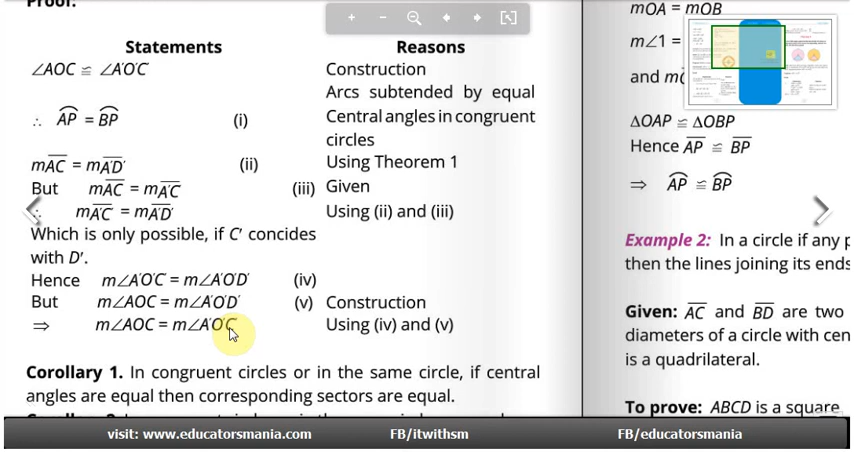 Proof:
Statements Reasons
∠AOC ≅ ∠A'O'C' Construction
Arcs subtended by equal
∴ AP = BP (i) Central angles in congruent
circles
mAC = mA'D' (ii) Using Theorem 1
But mAC = mA'C' (iii) Given
∴ mA'C' = mA'D' Using (ii) and (iii)
Which is only possible, if C' concides
with D'.
Hence m∠A'O'C' = m∠A'O'D' (iv)
But m∠AOC = m∠A'O'D' (v) Construction
⇒ m∠AOC = m∠A'O'C' Using (iv) and (v)
Corollary 1. In congruent circles or in the same circle, if central
angles are equal then corresponding sectors are equal.
mOA = mOB
m∠1 =
and
ΔOAP ≅ ΔOBP
Hence AP ≅ BP
⇒ AP ≅ BP
Example 2: In a circle if any
then the lines joining its ends
Given: AC and BD are two
diameters of a circle with cen
is a quadrilateral.
To prove: ABCD is a square
visit: www.educatorsmania.com FB/itwithsm FB/educatorsmania